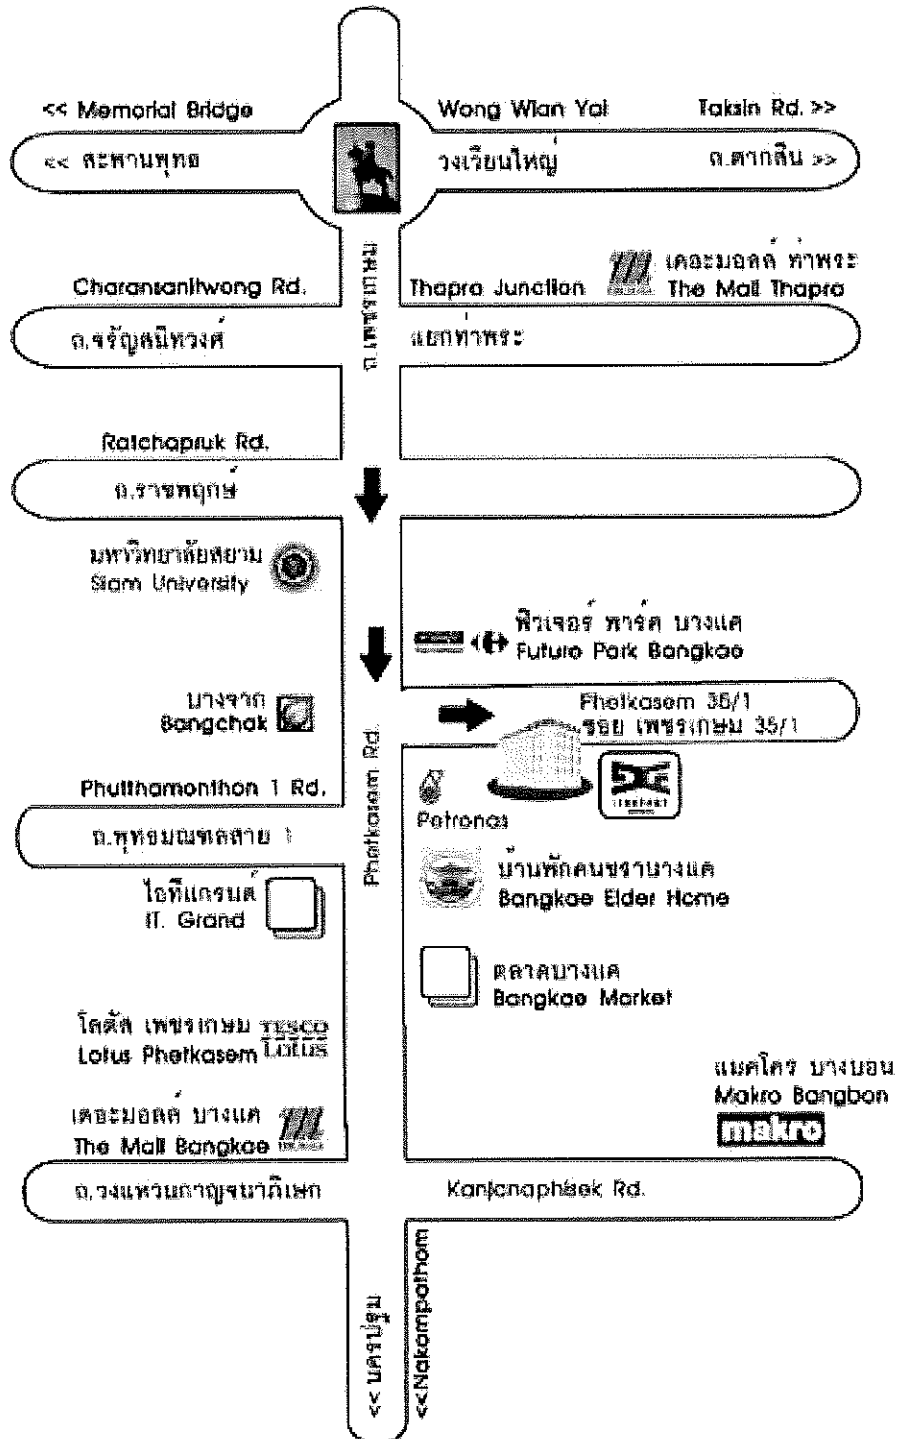 << Memorial Bridge
Wong Wian Yai
Taksin Rd. >>
<< สะพานพุทธ
วงเวียนใหญ่
ถ.ตากสิน >>
ถ.เพชรเกษม
เดอะมอลล์ ท่าพระ
Charansanitwong Rd.
Thapra Junction
The Mall Thapra
ถ.จรัญสนิทวงศ์
แยกท่าพระ
Ratchapruk Rd.
ถ.ราชพฤกษ์
มหาวิทยาลัยสยาม
Siam University
ฟิวเจอร์ พาร์ค บางแค
Future Park Bangkae
บางจาก
Bangchak
Phetkasem 35/1
ซอย เพชรเกษม 35/1
Phetkasem Rd.
Phutthamonthon 1 Rd.
Petronas
ถ.พุทธมณฑลสาย 1
บ้านพักคนชราบางแค
Bangkae Elder Home
ไอทีแกรนด์
IT. Grand
ตลาดบางแค
Bangkae Market
โลตัส เพชรเกษม
Lotus Phetkasem
TESCO
Lotus
แมคโคร บางบอน
Makro Bangbon
makro
เดอะมอลล์ บางแค
The Mall Bangkae
ถ.วงแหวนกาญจนาภิเษก
Kanjanaphisek Rd.
<< นครปฐม
<<Nakornpathom